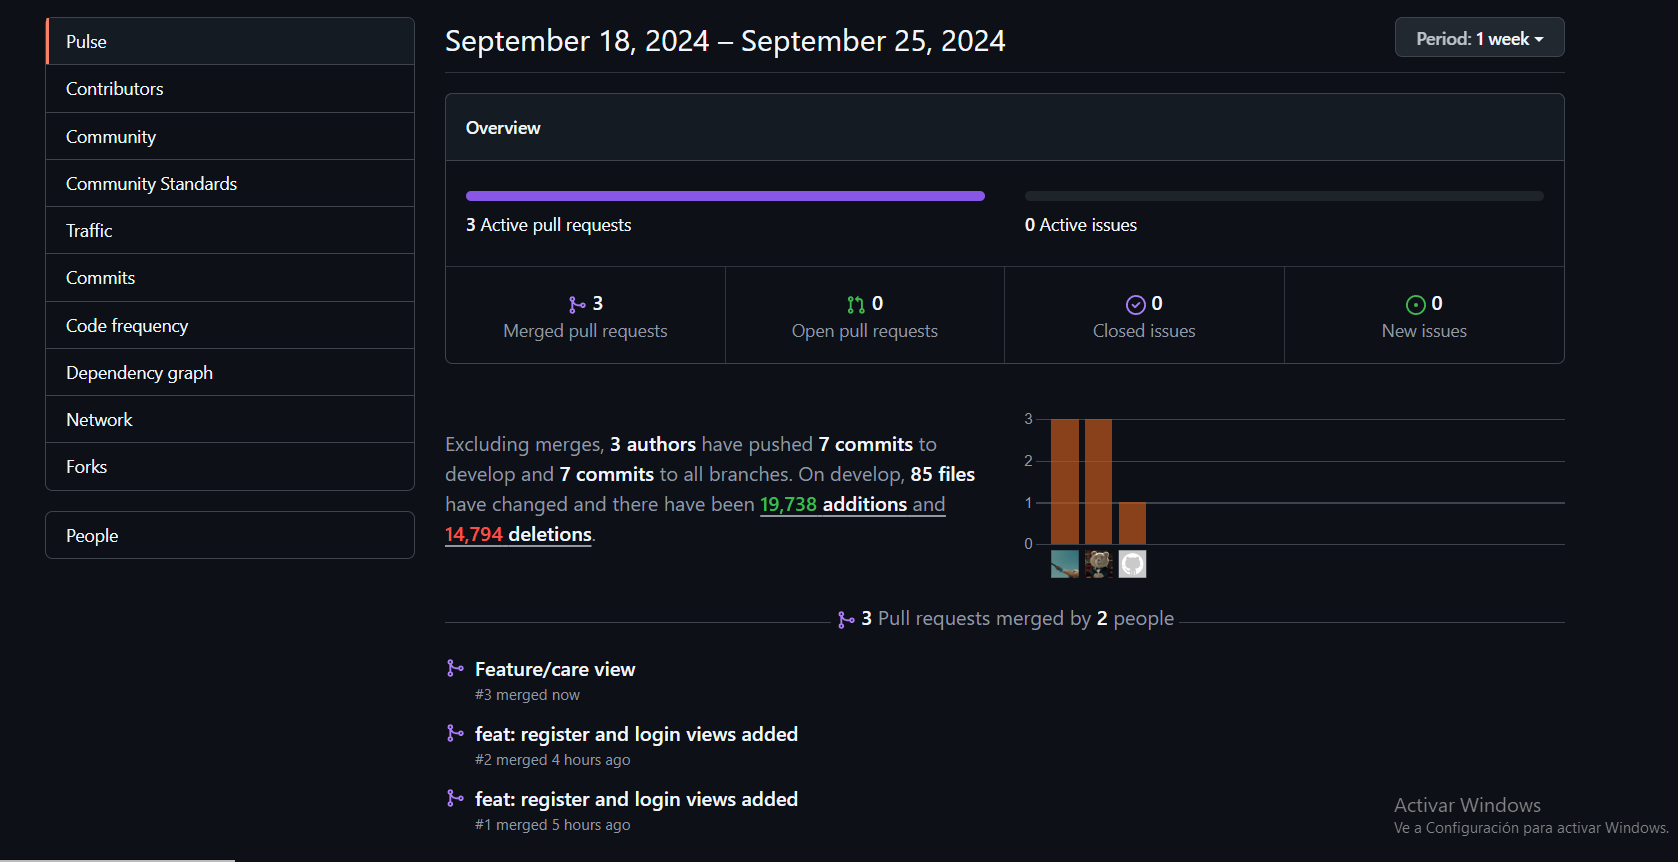 Pulse
Contributors
Community
Community Standards
Traffic
Commits
Code frequency
Dependency graph
Network
Forks
People
September 18, 2024 – September 25, 2024
Period: 1 week
Overview
3 Active pull requests
0 Active issues
3
Merged pull requests
0
Open pull requests
0
Closed issues
0
New issues
Excluding merges, 3 authors have pushed 7 commits to
develop and 7 commits to all branches. On develop, 85 files
have changed and there have been 19,738 additions and
14,794 deletions.
3
2
1
0
3 Pull requests merged by 2 people
Feature/care view
#3 merged now
feat: register and login views added
#2 merged 4 hours ago
feat: register and login views added
#1 merged 5 hours ago
Activar Windows
Ve a Configuración para activar Windows.